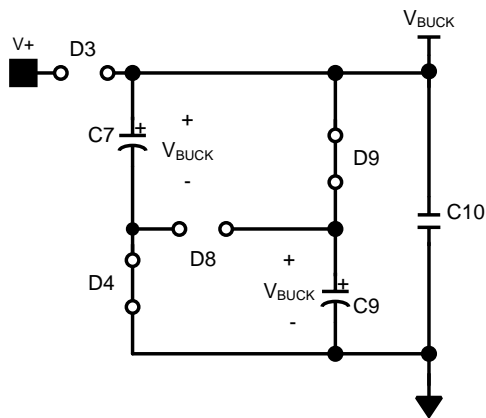 V+
D3
VBUCK
C7
+
+
VBUCK
-
D9
C10
D8
D4
+
+
VBUCK
C9
-